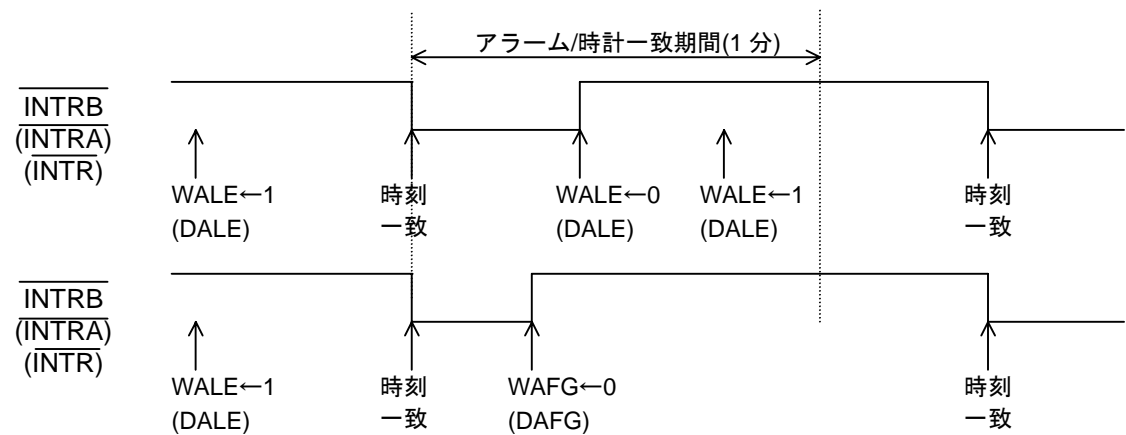 アラーム/時計一致期間(1 分)
INTRB
(INTRA)
(INTR)
WALE←1
(DALE)
時刻
一致
WALE←0
(DALE)
WALE←1
(DALE)
時刻
一致
INTRB
(INTRA)
(INTR)
WALE←1
(DALE)
時刻
一致
WAFG←0
(DAFG)
時刻
一致